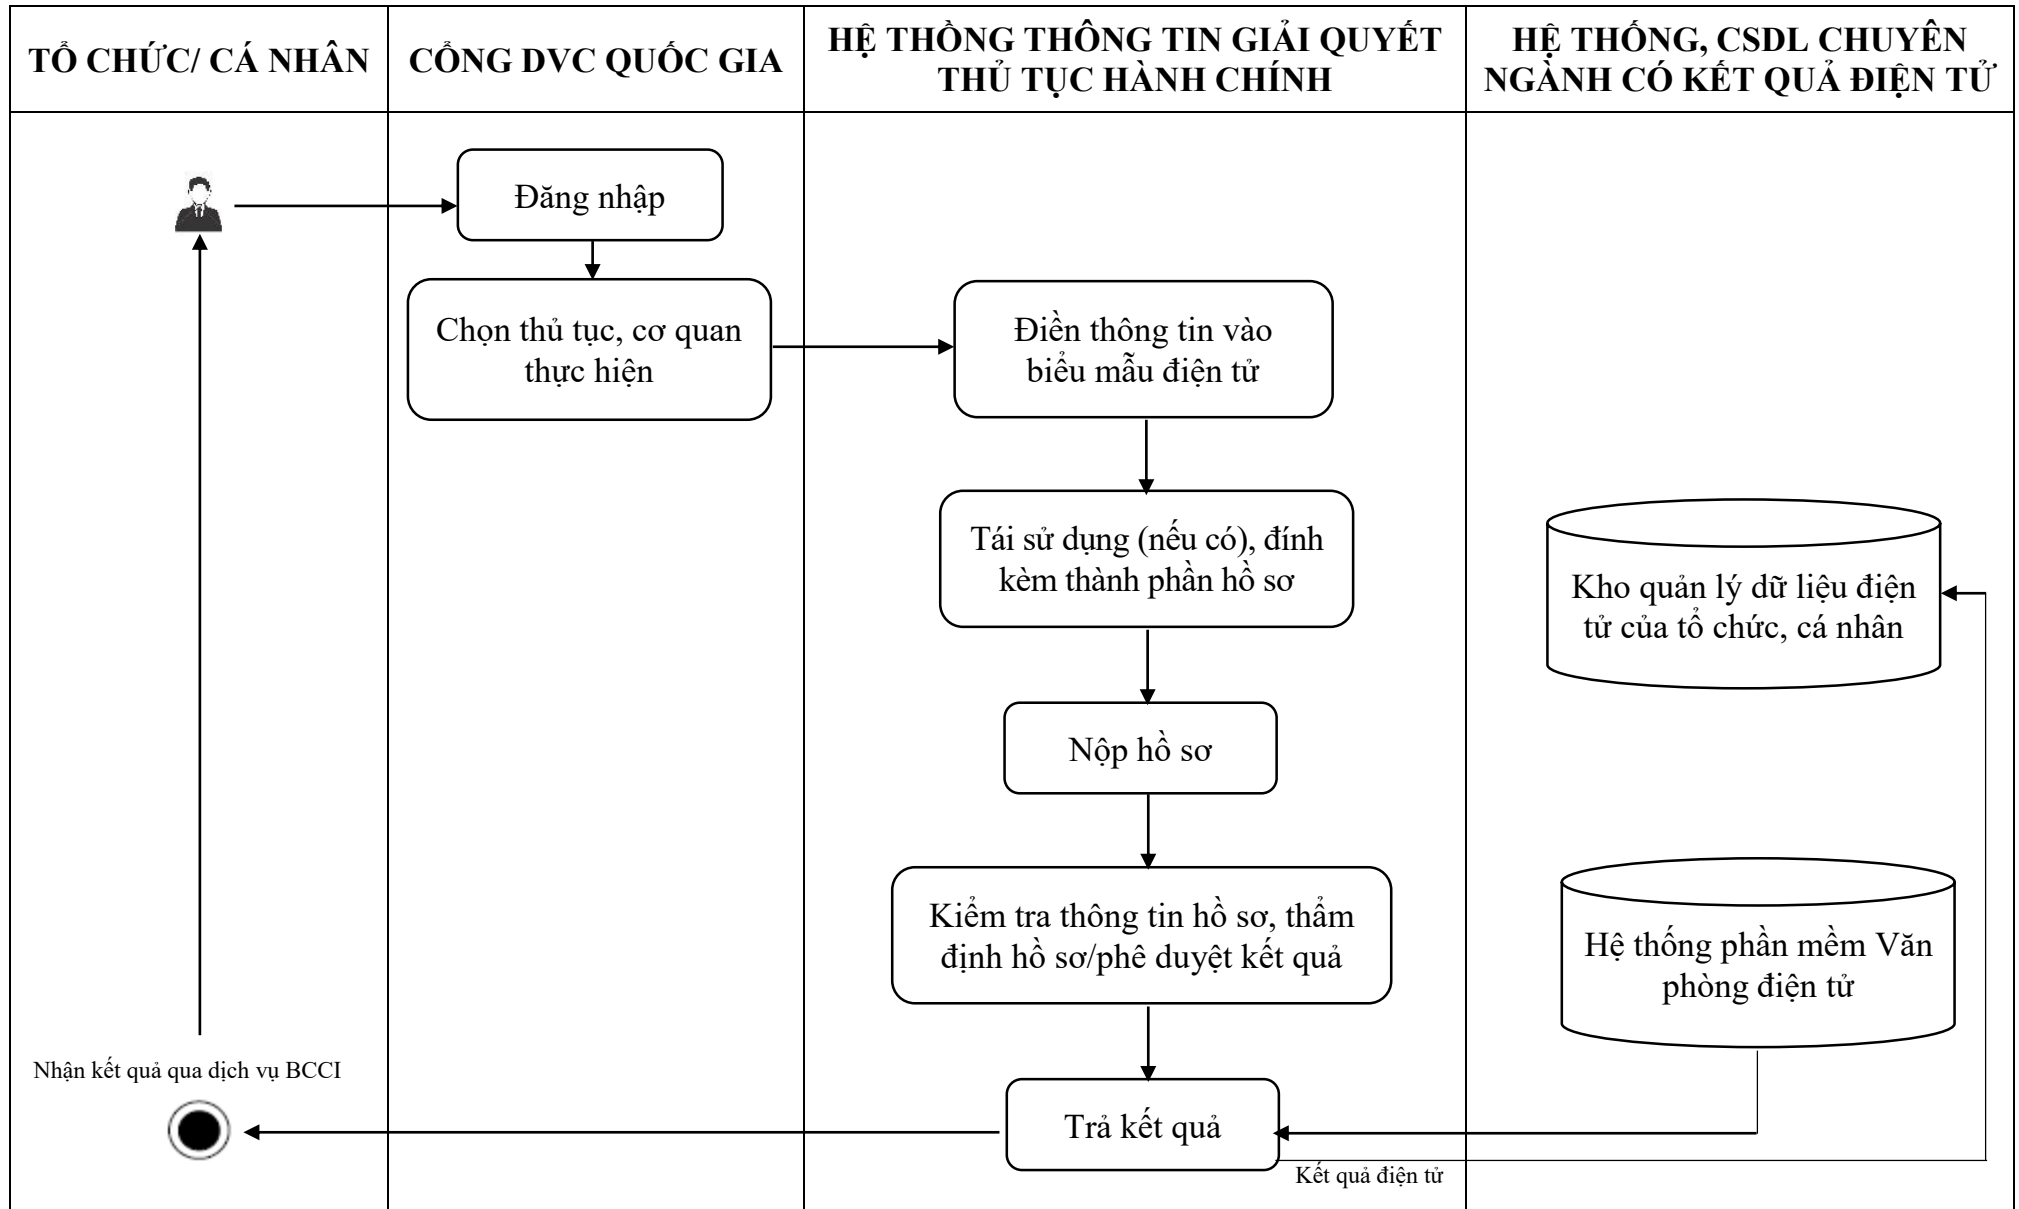 TỔ CHỨC/ CÁ NHÂN
CỔNG DVC QUỐC GIA
HỆ THỒNG THÔNG TIN GIẢI QUYẾT
THỦ TỤC HÀNH CHÍNH
HỆ THỐNG, CSDL CHUYÊN
NGÀNH CÓ KẾT QUẢ ĐIỆN TỬ
Đăng nhập
Chọn thủ tục, cơ quan
thực hiện
Điền thông tin vào
biểu mẫu điện tử
Tái sử dụng (nếu có), đính
kèm thành phần hồ sơ
Kho quản lý dữ liệu điện
tử của tổ chức, cá nhân
Nộp hồ sơ
Kiểm tra thông tin hồ sơ, thẩm
định hồ sơ/phê duyệt kết quả
Hệ thống phần mềm Văn
phòng điện tử
Nhận kết quả qua dịch vụ BCCI
Trả kết quả
Kết quả điện tử